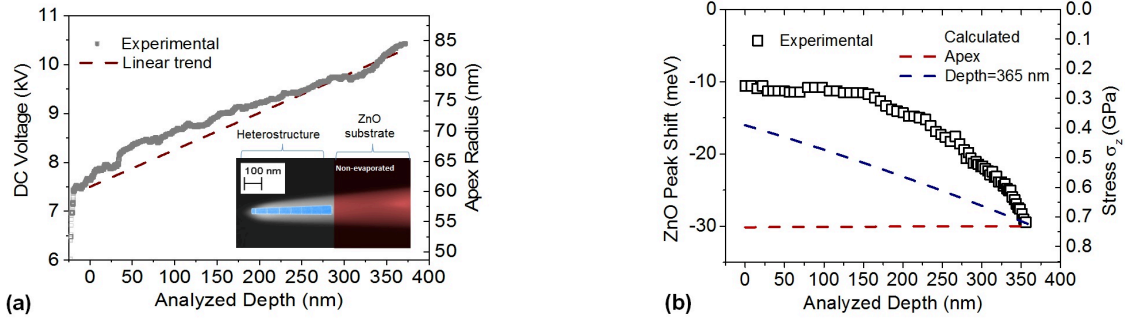 11
10
9
8
7
6
DC Voltage (kV)
Experimental
Linear trend
85
80
75
70
65
60
55
50
Apex Radius (nm)
Heterostructure
ZnO
substrate
100 nm
Non-evaporated
0 50 100 150 200 250 300 350 400
Analyzed Depth (nm)
(a)
0
-10
-20
-30
ZnO Peak Shift (meV)
Experimental
Calculated
Apex
Depth=365 nm
0.0
0.1
0.2
0.3
0.4
0.5
0.6
0.7
0.8
Stress σz (GPa)
0 50 100 150 200 250 300 350 400
Analyzed Depth (nm)
(b)